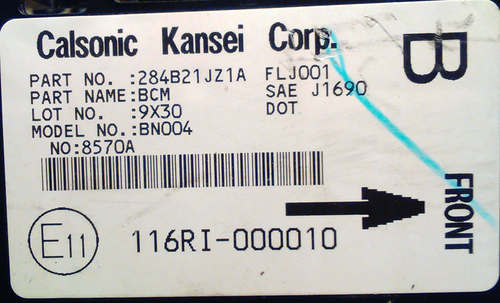 Calsonic Kansei Corp.
PART NO. :284B21JZ1A FLJ001
PART NAME:BCM SAE J1690
LOT NO. :9X30 DOT
MODEL NO.:BN004
NO:8570A
E11 116RI-000010
B
FRONT